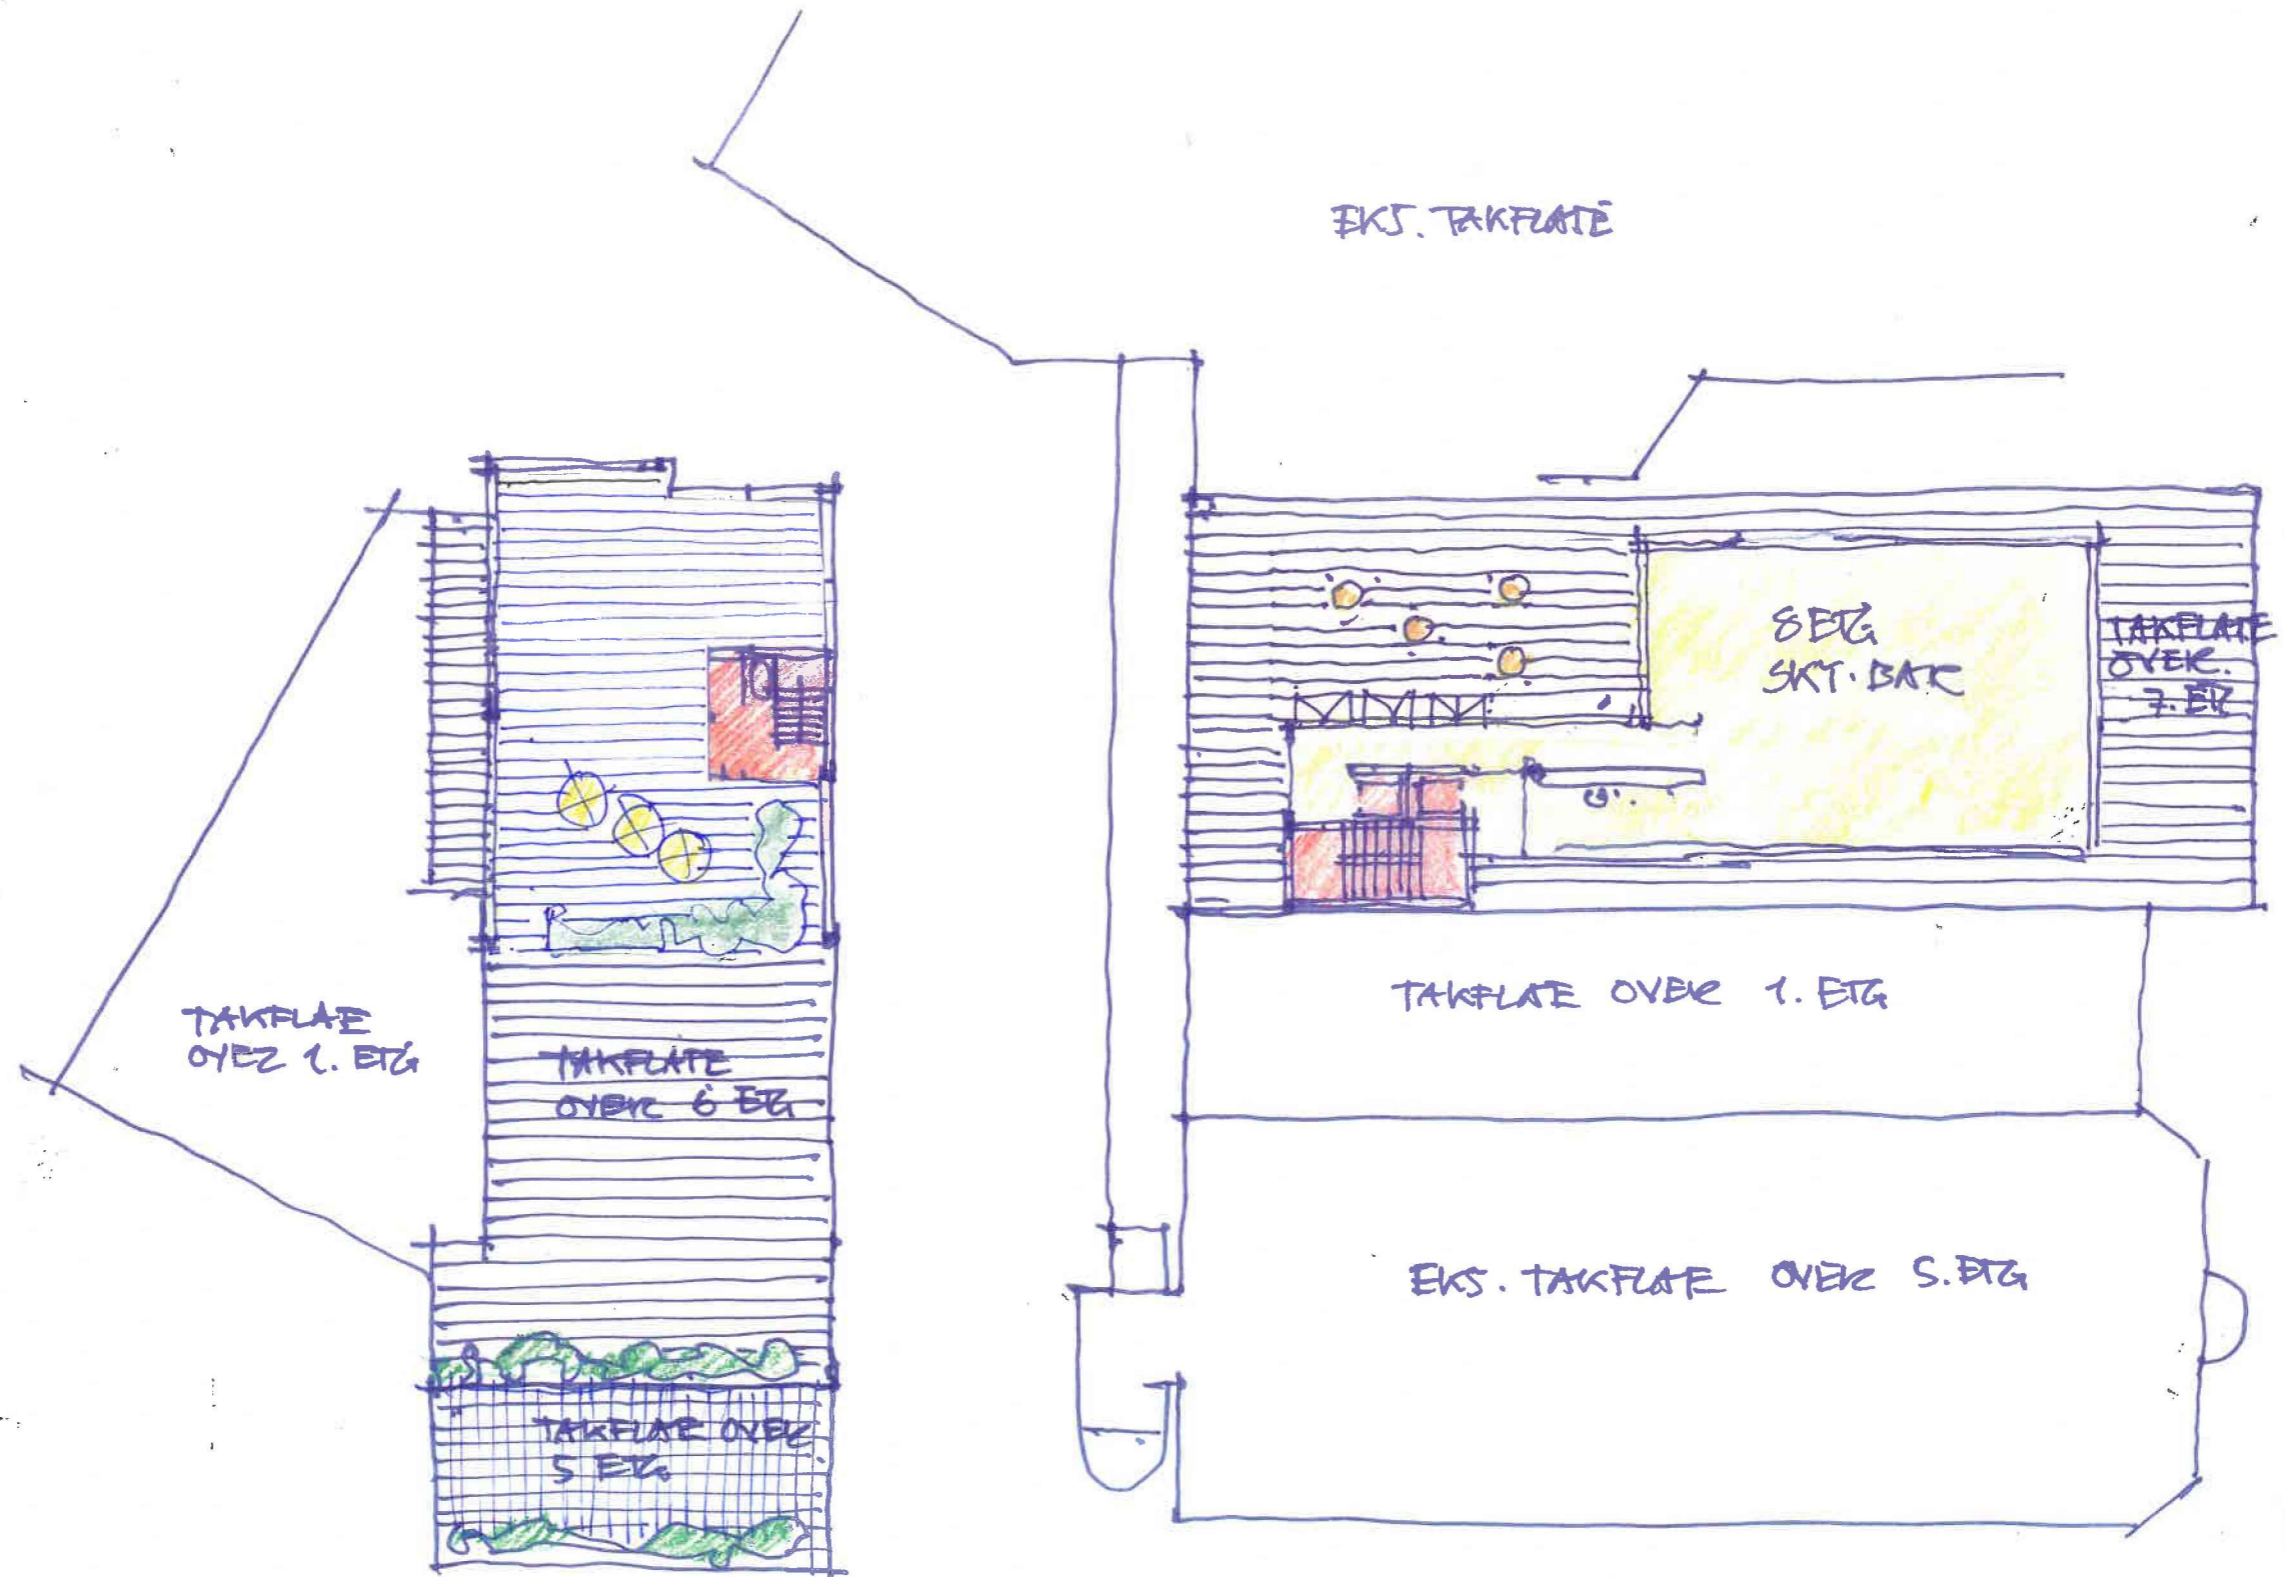 EKS. TAKFLATE
8 ETG
SKY. BAR
TAKFLATE
OVER.
7. ETG
TAKFLATE OVER 1. ETG
TAKFLAE
OVER 1. ETG
TAKFLATE
OVER 6 ETG
EKS. TAKFLATE OVER 5. ETG
TAKFLATE OVER
5 ETG